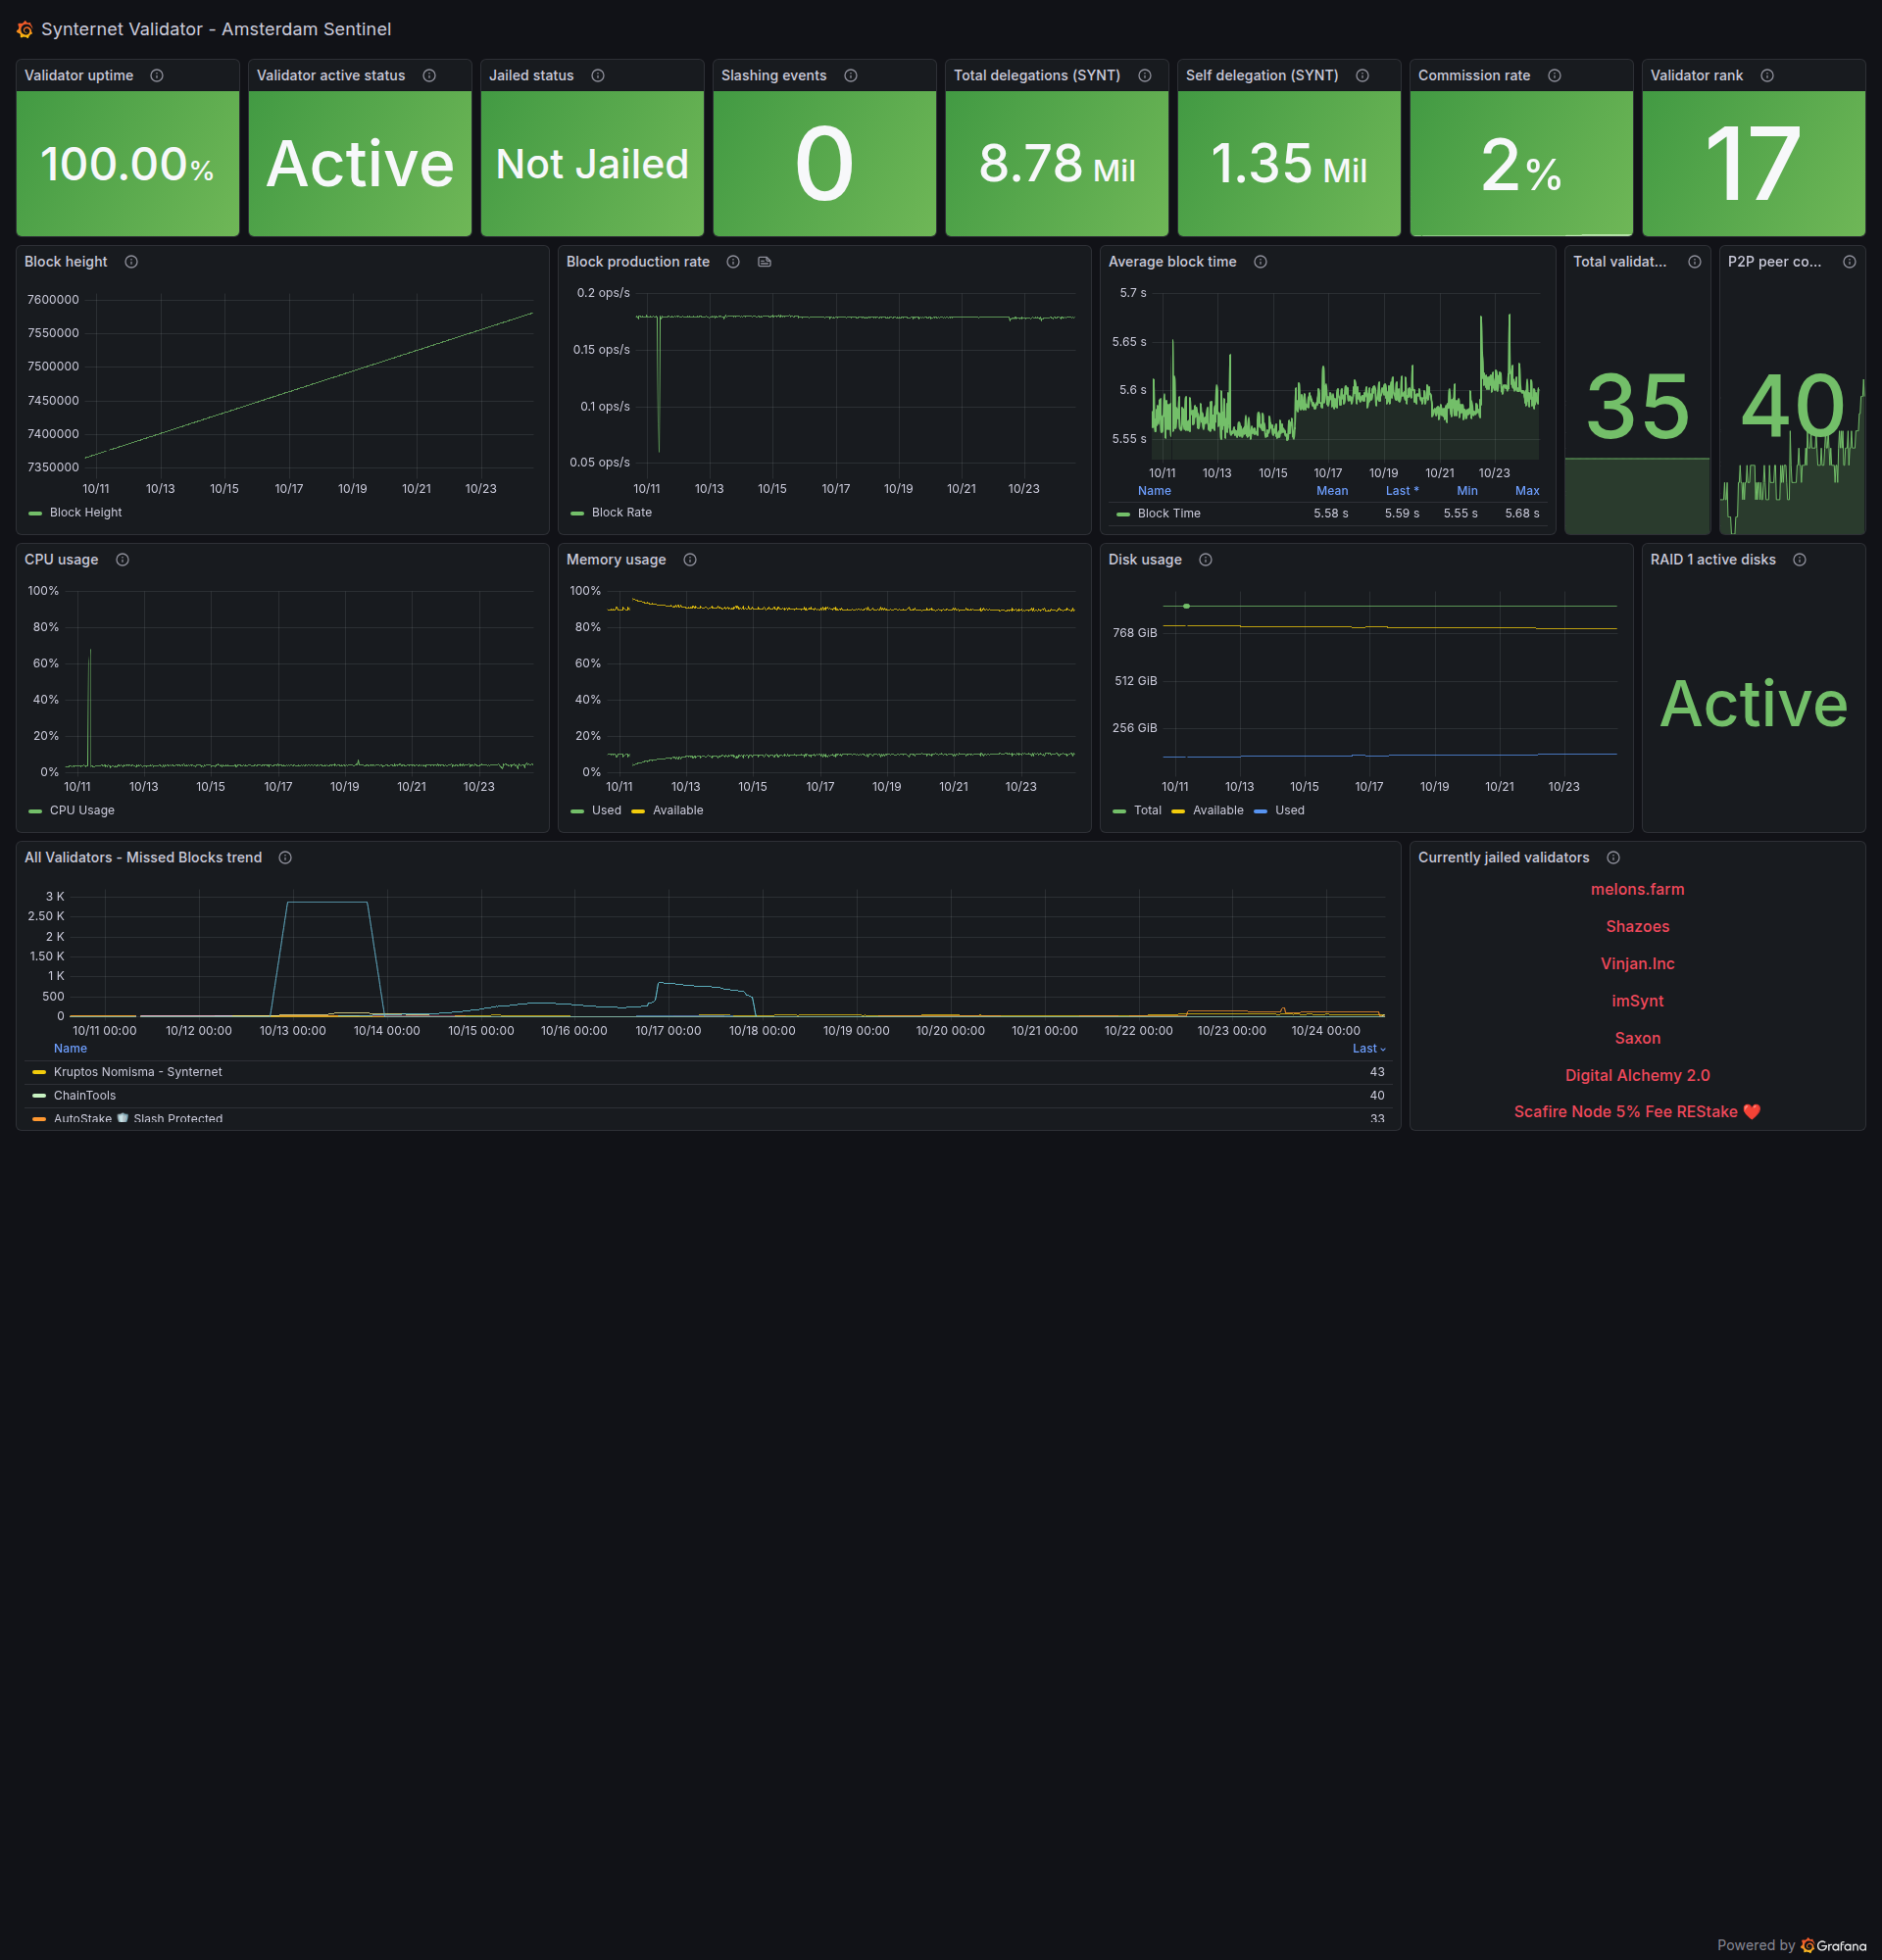 Synternet Validator - Amsterdam Sentinel
Validator uptime
100.00%
Validator active status
Active
Jailed status
Not Jailed
Slashing events
0
Total delegations (SYNT)
8.78 Mil
Self delegation (SYNT)
1.35 Mil
Commission rate
2%
Validator rank
17
Block height
7600000
7550000
7500000
7450000
7400000
7350000
10/11 10/13 10/15 10/17 10/19 10/21 10/23
Block Height
Block production rate
0.2 ops/s
0.15 ops/s
0.1 ops/s
0.05 ops/s
10/11 10/13 10/15 10/17 10/19 10/21 10/23
Block Rate
Average block time
5.7 s
5.65 s
5.6 s
5.55 s
10/11 10/13 10/15 10/17 10/19 10/21 10/23
Name Mean Last * Min Max
Block Time 5.58 s 5.59 s 5.55 s 5.68 s
Total validat...
35
P2P peer co...
40
CPU usage
100%
80%
60%
40%
20%
0%
10/11 10/13 10/15 10/17 10/19 10/21 10/23
CPU Usage
Memory usage
100%
80%
60%
40%
20%
0%
10/11 10/13 10/15 10/17 10/19 10/21 10/23
Used Available
Disk usage
768 GiB
512 GiB
256 GiB
10/11 10/13 10/15 10/17 10/19 10/21 10/23
Total Available Used
RAID 1 active disks
Active
All Validators - Missed Blocks trend
3 K
2.50 K
2 K
1.50 K
1 K
500
0
10/11 00:00 10/12 00:00 10/13 00:00 10/14 00:00 10/15 00:00 10/16 00:00 10/17 00:00 10/18 00:00 10/19 00:00 10/20 00:00 10/21 00:00 10/22 00:00 10/23 00:00 10/24 00:00
Name Last
Kruptos Nomisma - Synternet 43
ChainTools 40
AutoStake 🛡️ Slash Protected 33
Currently jailed validators
melons.farm
Shazoes
Vinjan.Inc
imSynt
Saxon
Digital Alchemy 2.0
Scafire Node 5% Fee REStake ❤️
Powered by Grafana